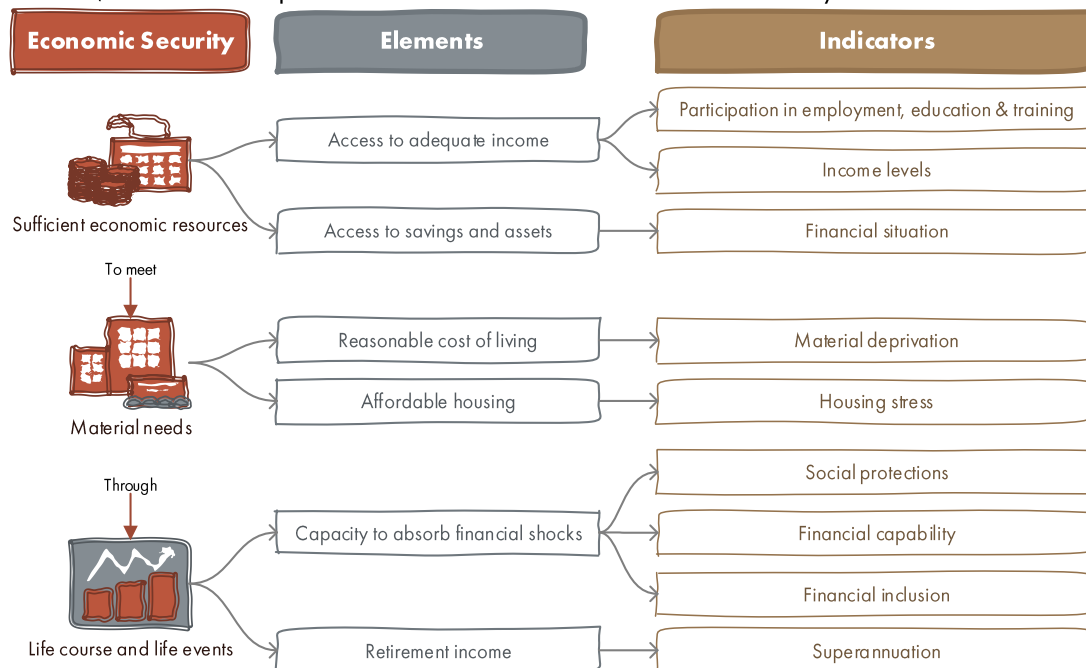 Economic Security
Elements
Indicators
Participation in employment, education & training
Access to adequate income
Income levels
Sufficient economic resources
Access to savings and assets
Financial situation
To meet
Reasonable cost of living
Material deprivation
Affordable housing
Housing stress
Material needs
Social protections
Through
Capacity to absorb financial shocks
Financial capability
Financial inclusion
Life course and life events
Retirement income
Superannuation